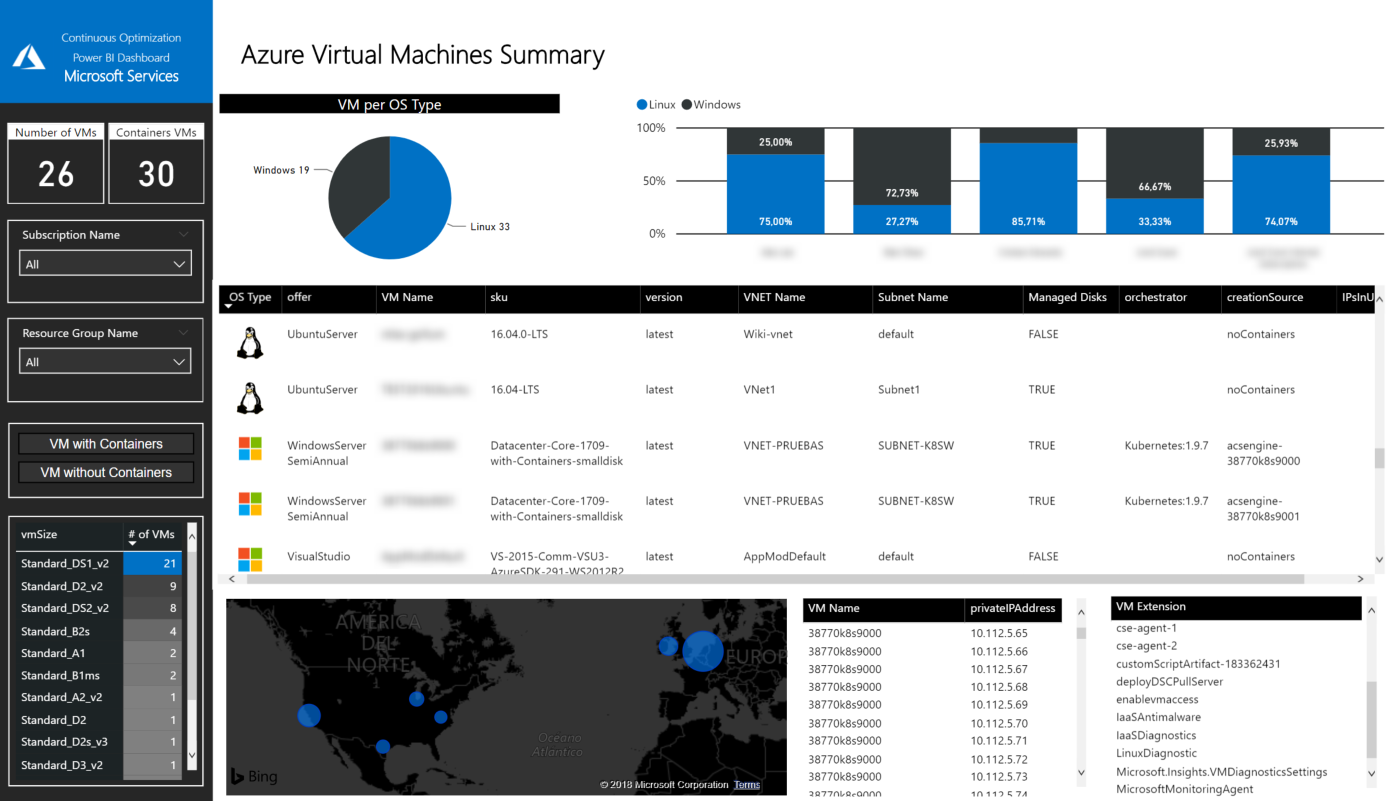 Continuous Optimization
Power BI Dashboard
Microsoft Services
Azure Virtual Machines Summary
Number of VMs
26
Containers VMs
30
Subscription Name
All
Resource Group Name
All
VM with Containers
VM without Containers
vmSize # of VMs
Standard_DS1_v2 21
Standard_D2_v2 9
Standard_DS2_v2 8
Standard_B2s 4
Standard_A1 2
Standard_B1ms 2
Standard_A2_v2 1
Standard_D2 1
Standard_D2s_v3 1
Standard_D3_v2 1
VM per OS Type
Windows 19
Linux 33
Linux Windows
100%
50%
0%
25,00% 25,93%
72,73% 66,67%
75,00% 27,27% 85,71% 33,33% 74,07%
OS Type offer VM Name sku version VNET Name Subnet Name Managed Disks orchestrator creationSource IPsInU
UbuntuServer 16.04.0-LTS latest Wiki-vnet default FALSE noContainers
UbuntuServer 16.04-LTS latest VNet1 Subnet1 TRUE noContainers
WindowsServer Datacenter-Core-1709- latest VNET-PRUEBAS SUBNET-K8SW TRUE Kubernetes:1.9.7 acsengine-
SemiAnnual with-Containers-smalldisk 38770k8s9000
WindowsServer Datacenter-Core-1709- latest VNET-PRUEBAS SUBNET-K8SW TRUE Kubernetes:1.9.7 acsengine-
SemiAnnual with-Containers-smalldisk 38770k8s9001
VisualStudio VS-2015-Comm-VSU3- latest AppModDefault default FALSE noContainers
AzureSDK-291-WS2012R2
AMÉRICA
DEL
NORTE
EUROP
Océano
Atlántico
Bing
© 2018 Microsoft Corporation Terms
VM Name privateIPAddress
38770k8s9000 10.112.5.65
38770k8s9000 10.112.5.66
38770k8s9000 10.112.5.67
38770k8s9000 10.112.5.68
38770k8s9000 10.112.5.69
38770k8s9000 10.112.5.70
38770k8s9000 10.112.5.71
38770k8s9000 10.112.5.72
38770k8s9000 10.112.5.73
38770k8s9000 10.112.5.74
VM Extension
cse-agent-1
cse-agent-2
customScriptArtifact-183362431
deployDSCPullServer
enablevmaccess
IaaSAntimalware
IaaSDiagnostics
LinuxDiagnostic
Microsoft.Insights.VMDiagnosticsSettings
MicrosoftMonitoringAgent